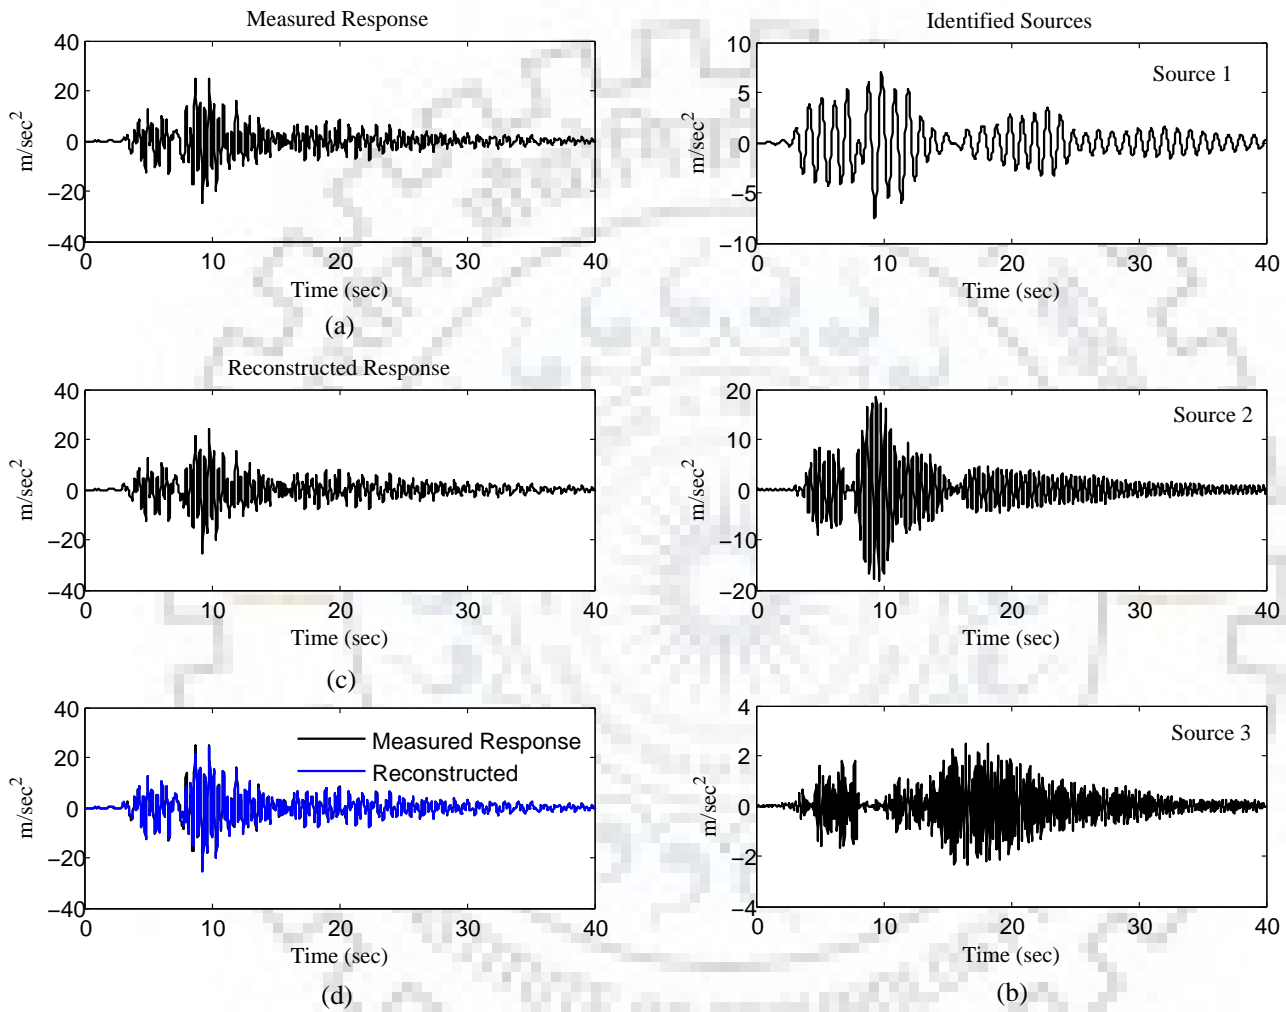 Measured Response
40
20
0
−20
−40
m/sec²
0 10 20 30 40
Time (sec)
(a)
Identified Sources
Source 1
10
5
0
−5
−10
m/sec²
0 10 20 30 40
Time (sec)
Reconstructed Response
40
20
0
−20
−40
m/sec²
0 10 20 30 40
Time (sec)
(c)
Source 2
20
10
0
−10
−20
m/sec²
0 10 20 30 40
Time (sec)
Measured Response
Reconstructed
40
20
0
−20
−40
m/sec²
0 10 20 30 40
Time (sec)
(d)
Source 3
4
2
0
−2
−4
m/sec²
0 10 20 30 40
Time (sec)
(b)